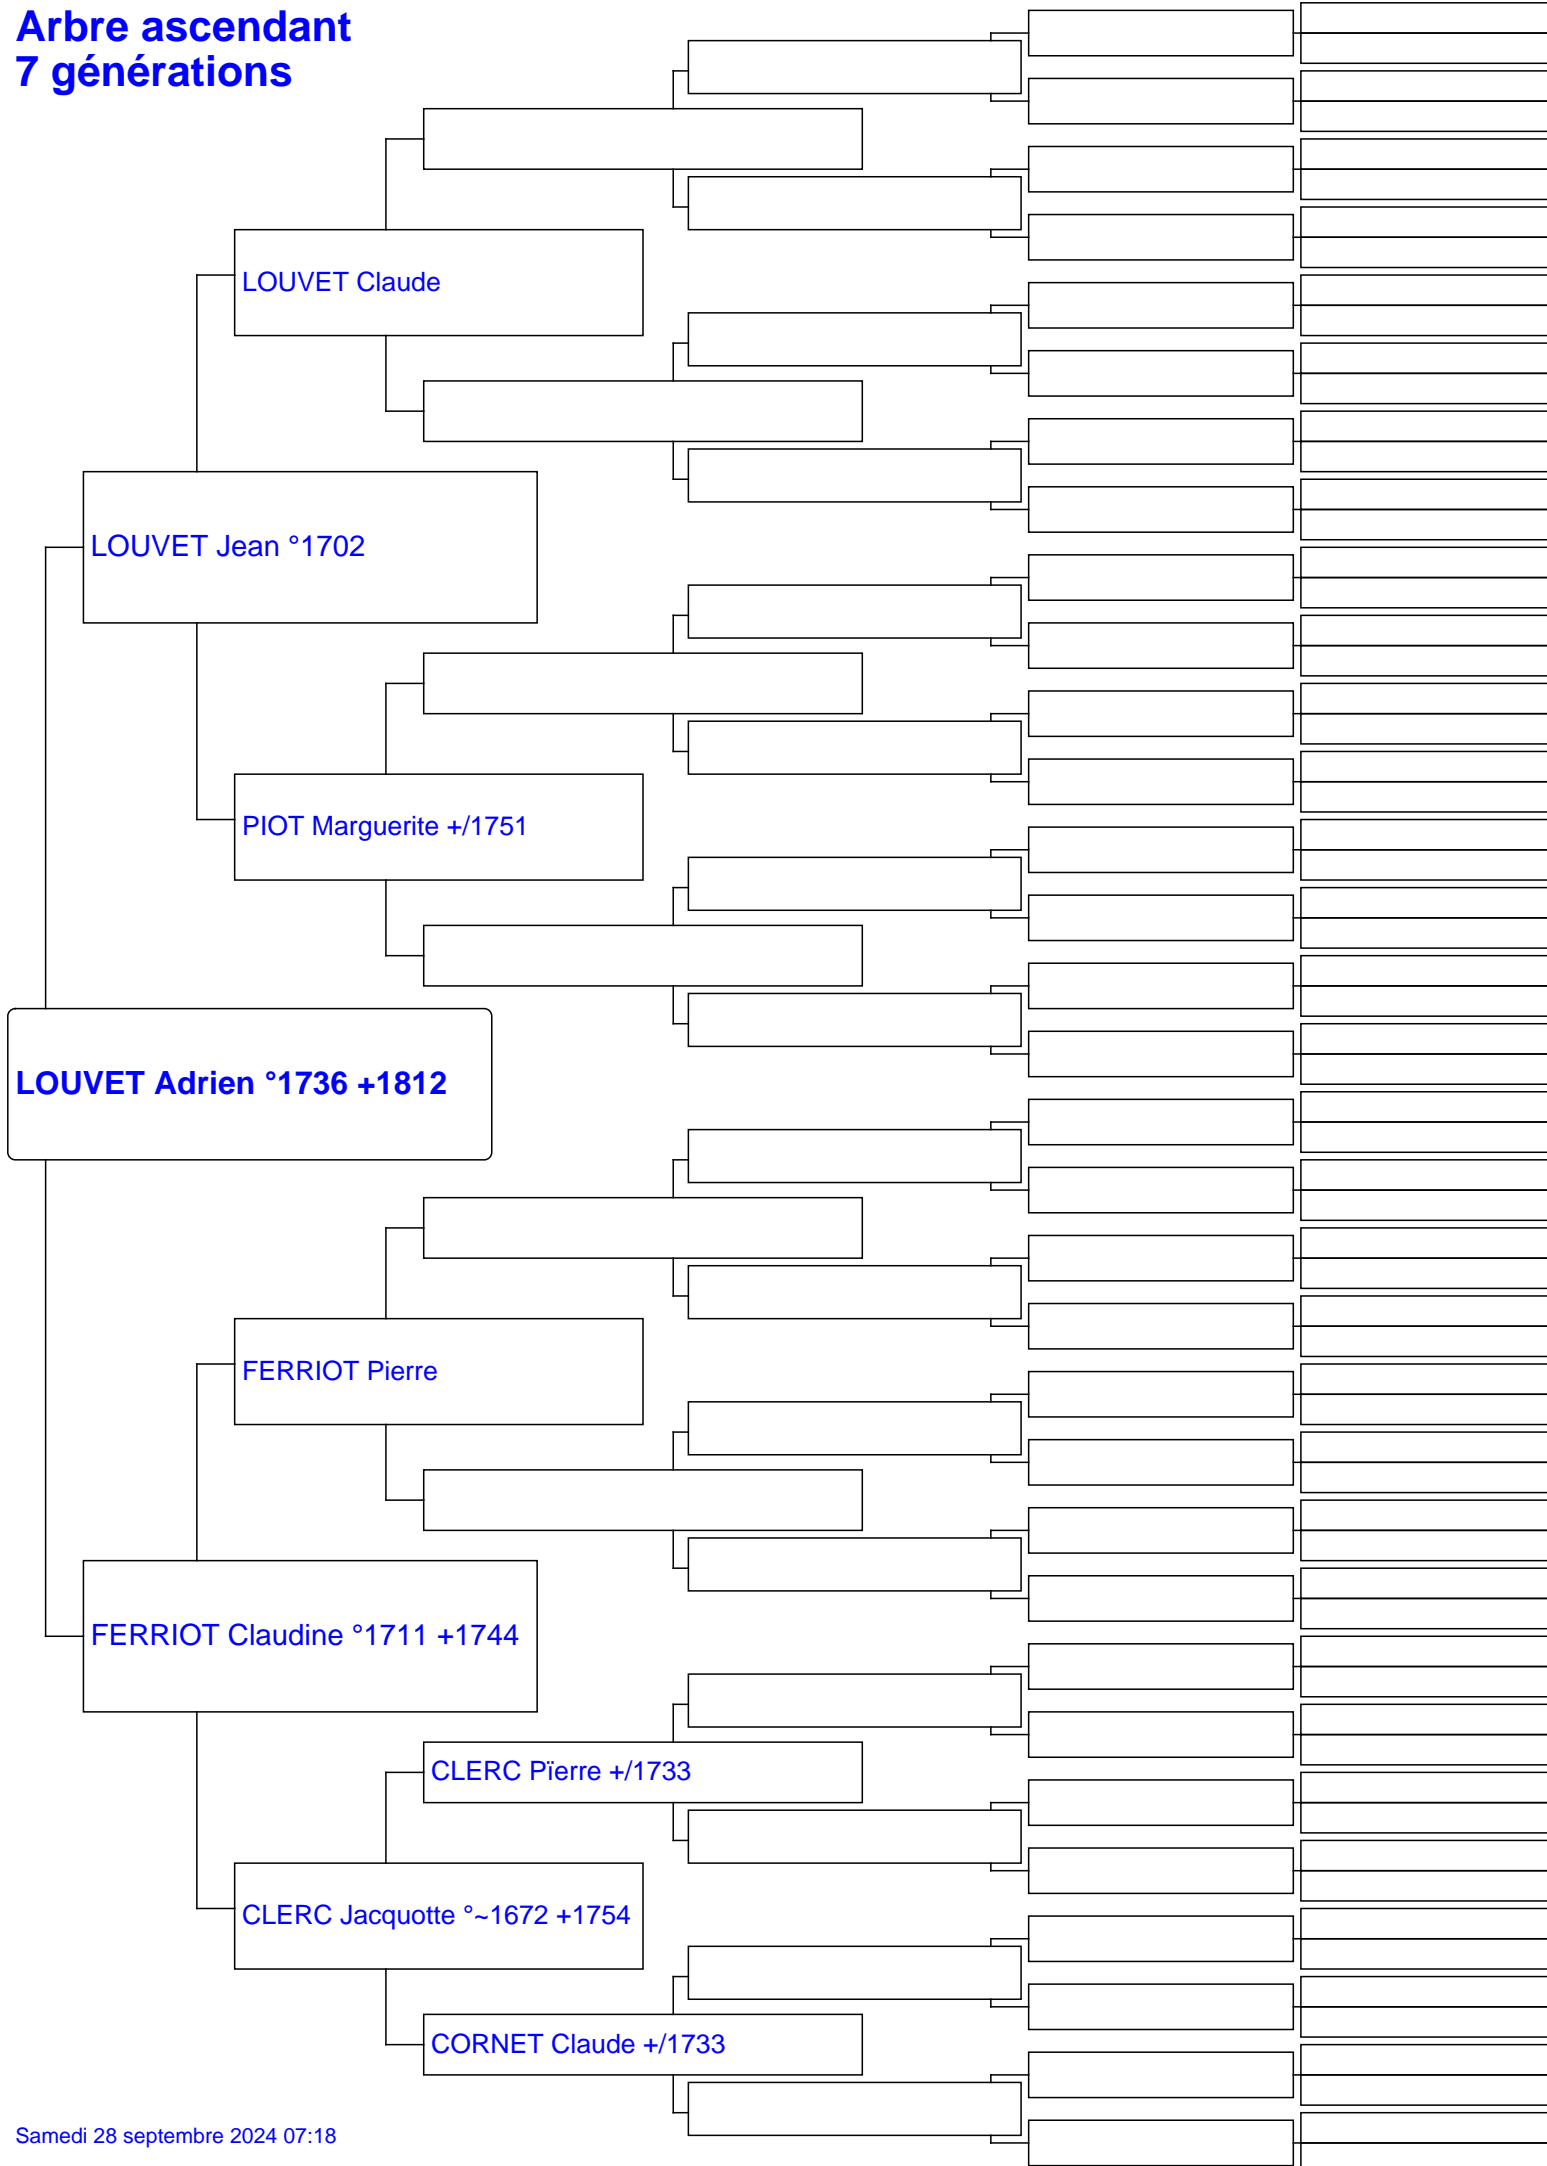 Arbre ascendant
7 générations
LOUVET Claude
LOUVET Jean °1702
PIOT Marguerite +/1751
LOUVET Adrien °1736 +1812
FERRIOT Pierre
FERRIOT Claudine °1711 +1744
CLERC Pïerre +/1733
CLERC Jacquotte °~1672 +1754
CORNET Claude +/1733
Samedi 28 septembre 2024 07:18